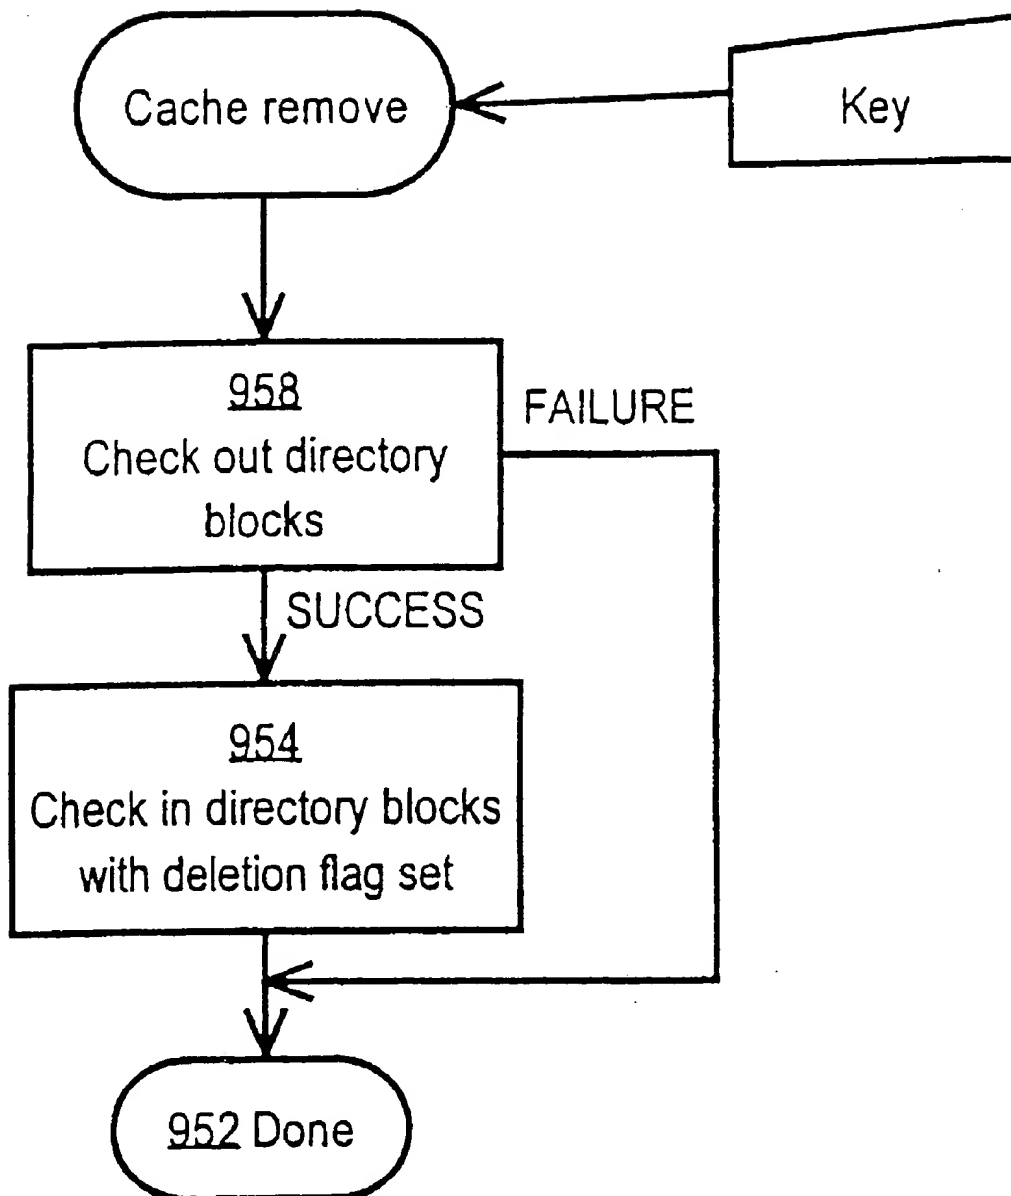 Cache remove
Key
958
Check out directory
blocks
FAILURE
SUCCESS
954
Check in directory blocks
with deletion flag set
952 Done